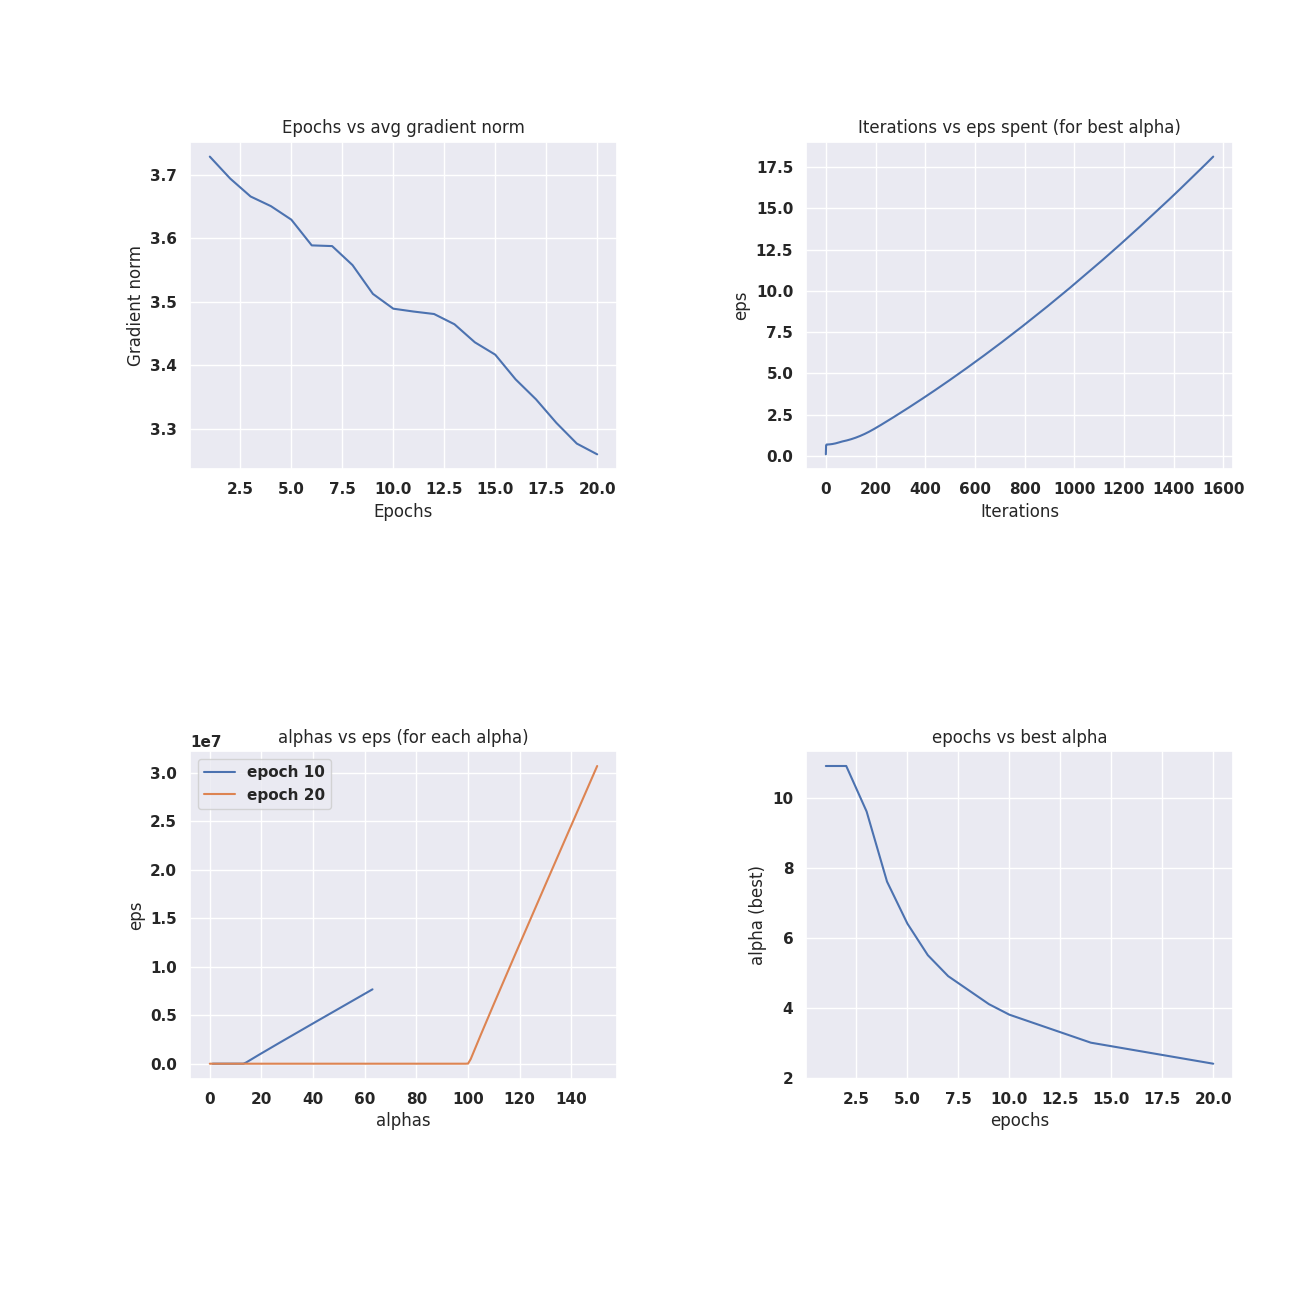 Epochs vs avg gradient norm
3.7
3.6
3.5
3.4
3.3
Gradient norm
2.5 5.0 7.5 10.0 12.5 15.0 17.5 20.0
Epochs
Iterations vs eps spent (for best alpha)
17.5
15.0
12.5
10.0
7.5
5.0
2.5
0.0
eps
0 200 400 600 800 1000 1200 1400 1600
Iterations
alphas vs eps (for each alpha)
1e7
epoch 10
epoch 20
3.0
2.5
2.0
1.5
1.0
0.5
0.0
eps
0 20 40 60 80 100 120 140
alphas
epochs vs best alpha
10
8
6
4
2
alpha (best)
2.5 5.0 7.5 10.0 12.5 15.0 17.5 20.0
epochs